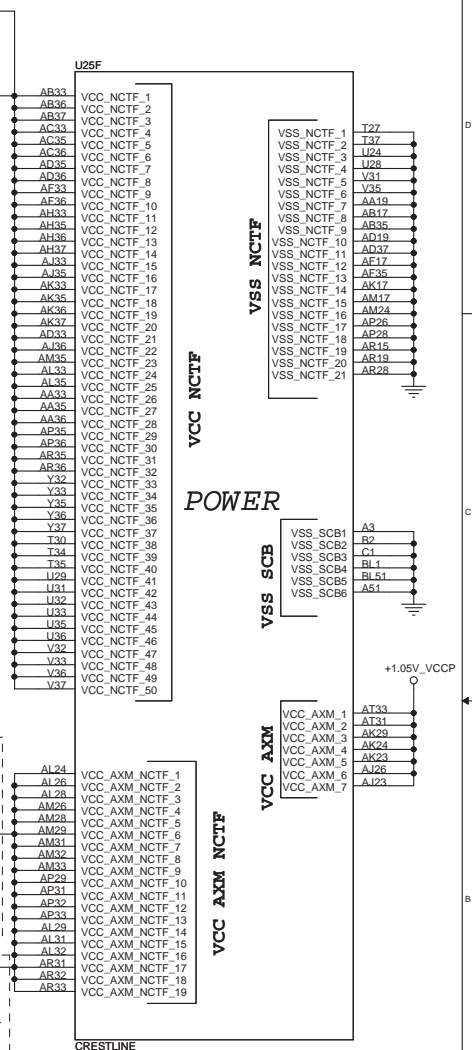 U25F
AB33 VCC_NCTF_1
AB36 VCC_NCTF_2
AB37 VCC_NCTF_3
AC33 VCC_NCTF_4
AC35 VCC_NCTF_5
AC36 VCC_NCTF_6
AD35 VCC_NCTF_7
AD36 VCC_NCTF_8
AF33 VCC_NCTF_9
AF36 VCC_NCTF_10
AH33 VCC_NCTF_11
AH35 VCC_NCTF_12
AH36 VCC_NCTF_13
AH37 VCC_NCTF_14
AJ33 VCC_NCTF_15
AJ35 VCC_NCTF_16
AK33 VCC_NCTF_17
AK35 VCC_NCTF_18
AK36 VCC_NCTF_19
AK37 VCC_NCTF_20
AD33 VCC_NCTF_21
AJ36 VCC_NCTF_22
AM35 VCC_NCTF_23
AL33 VCC_NCTF_24
AL35 VCC_NCTF_25
AA33 VCC_NCTF_26
AA35 VCC_NCTF_27
AA36 VCC_NCTF_28
AP35 VCC_NCTF_29
AP36 VCC_NCTF_30
AR35 VCC_NCTF_31
AR36 VCC_NCTF_32
Y32 VCC_NCTF_33
Y33 VCC_NCTF_34
Y35 VCC_NCTF_35
Y36 VCC_NCTF_36
Y37 VCC_NCTF_37
T30 VCC_NCTF_38
T34 VCC_NCTF_39
T35 VCC_NCTF_40
U29 VCC_NCTF_41
U31 VCC_NCTF_42
U32 VCC_NCTF_43
U33 VCC_NCTF_44
U35 VCC_NCTF_45
U36 VCC_NCTF_46
V32 VCC_NCTF_47
V33 VCC_NCTF_48
V36 VCC_NCTF_49
V37 VCC_NCTF_50
VCC NCTF
AL24 VCC_AXM_NCTF_1
AL26 VCC_AXM_NCTF_2
AL28 VCC_AXM_NCTF_3
AM26 VCC_AXM_NCTF_4
AM28 VCC_AXM_NCTF_5
AM29 VCC_AXM_NCTF_6
AM31 VCC_AXM_NCTF_7
AM32 VCC_AXM_NCTF_8
AM33 VCC_AXM_NCTF_9
AP29 VCC_AXM_NCTF_10
AP31 VCC_AXM_NCTF_11
AP32 VCC_AXM_NCTF_12
AP33 VCC_AXM_NCTF_13
AL29 VCC_AXM_NCTF_14
AL31 VCC_AXM_NCTF_15
AL32 VCC_AXM_NCTF_16
AR31 VCC_AXM_NCTF_17
AR32 VCC_AXM_NCTF_18
AR33 VCC_AXM_NCTF_19
VCC AXM NCTF
POWER
VSS NCTF
VSS_NCTF_1 T27
VSS_NCTF_2 T37
VSS_NCTF_3 U24
VSS_NCTF_4 U28
VSS_NCTF_5 V31
VSS_NCTF_6 V35
VSS_NCTF_7 AA19
VSS_NCTF_8 AB17
VSS_NCTF_9 AB35
VSS_NCTF_10 AD19
VSS_NCTF_11 AD37
VSS_NCTF_12 AF17
VSS_NCTF_13 AF35
VSS_NCTF_14 AK17
VSS_NCTF_15 AM17
VSS_NCTF_16 AM24
VSS_NCTF_17 AP26
VSS_NCTF_18 AP28
VSS_NCTF_19 AR15
VSS_NCTF_20 AR19
VSS_NCTF_21 AR28
VSS SCB
VSS_SCB1 A3
VSS_SCB2 B2
VSS_SCB3 C1
VSS_SCB4 BL1
VSS_SCB5 BL51
VSS_SCB6 A51
+1.05V_VCCP
VCC AXM
VCC_AXM_1 AT33
VCC_AXM_2 AT31
VCC_AXM_3 AK29
VCC_AXM_4 AK24
VCC_AXM_5 AK23
VCC_AXM_6 AJ26
VCC_AXM_7 AJ23
CRESTLINE
D
C
B